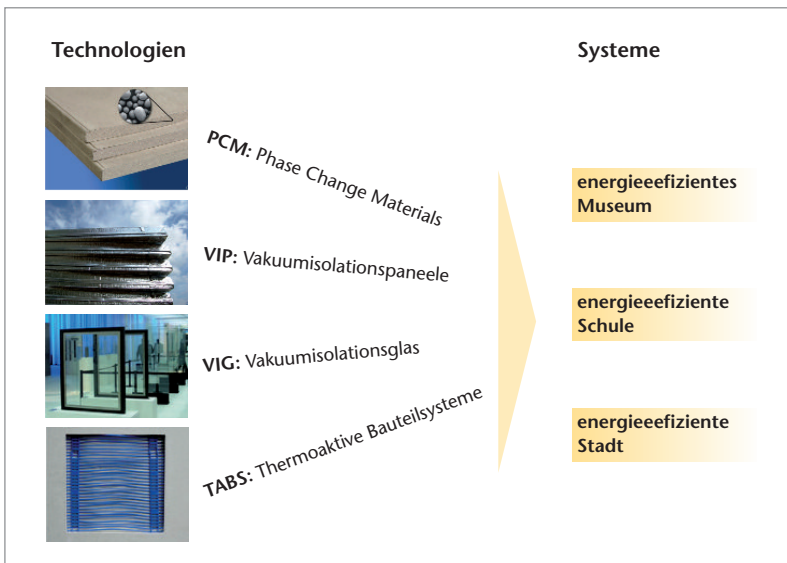 Technologien
Systeme
PCM: Phase Change Materials
VIP: Vakuumisolationspaneele
VIG: Vakuumisolationsglas
TABS: Thermoaktive Bauteilsysteme
energieeefizientes
Museum
energieeefiziente
Schule
energieeefiziente
Stadt